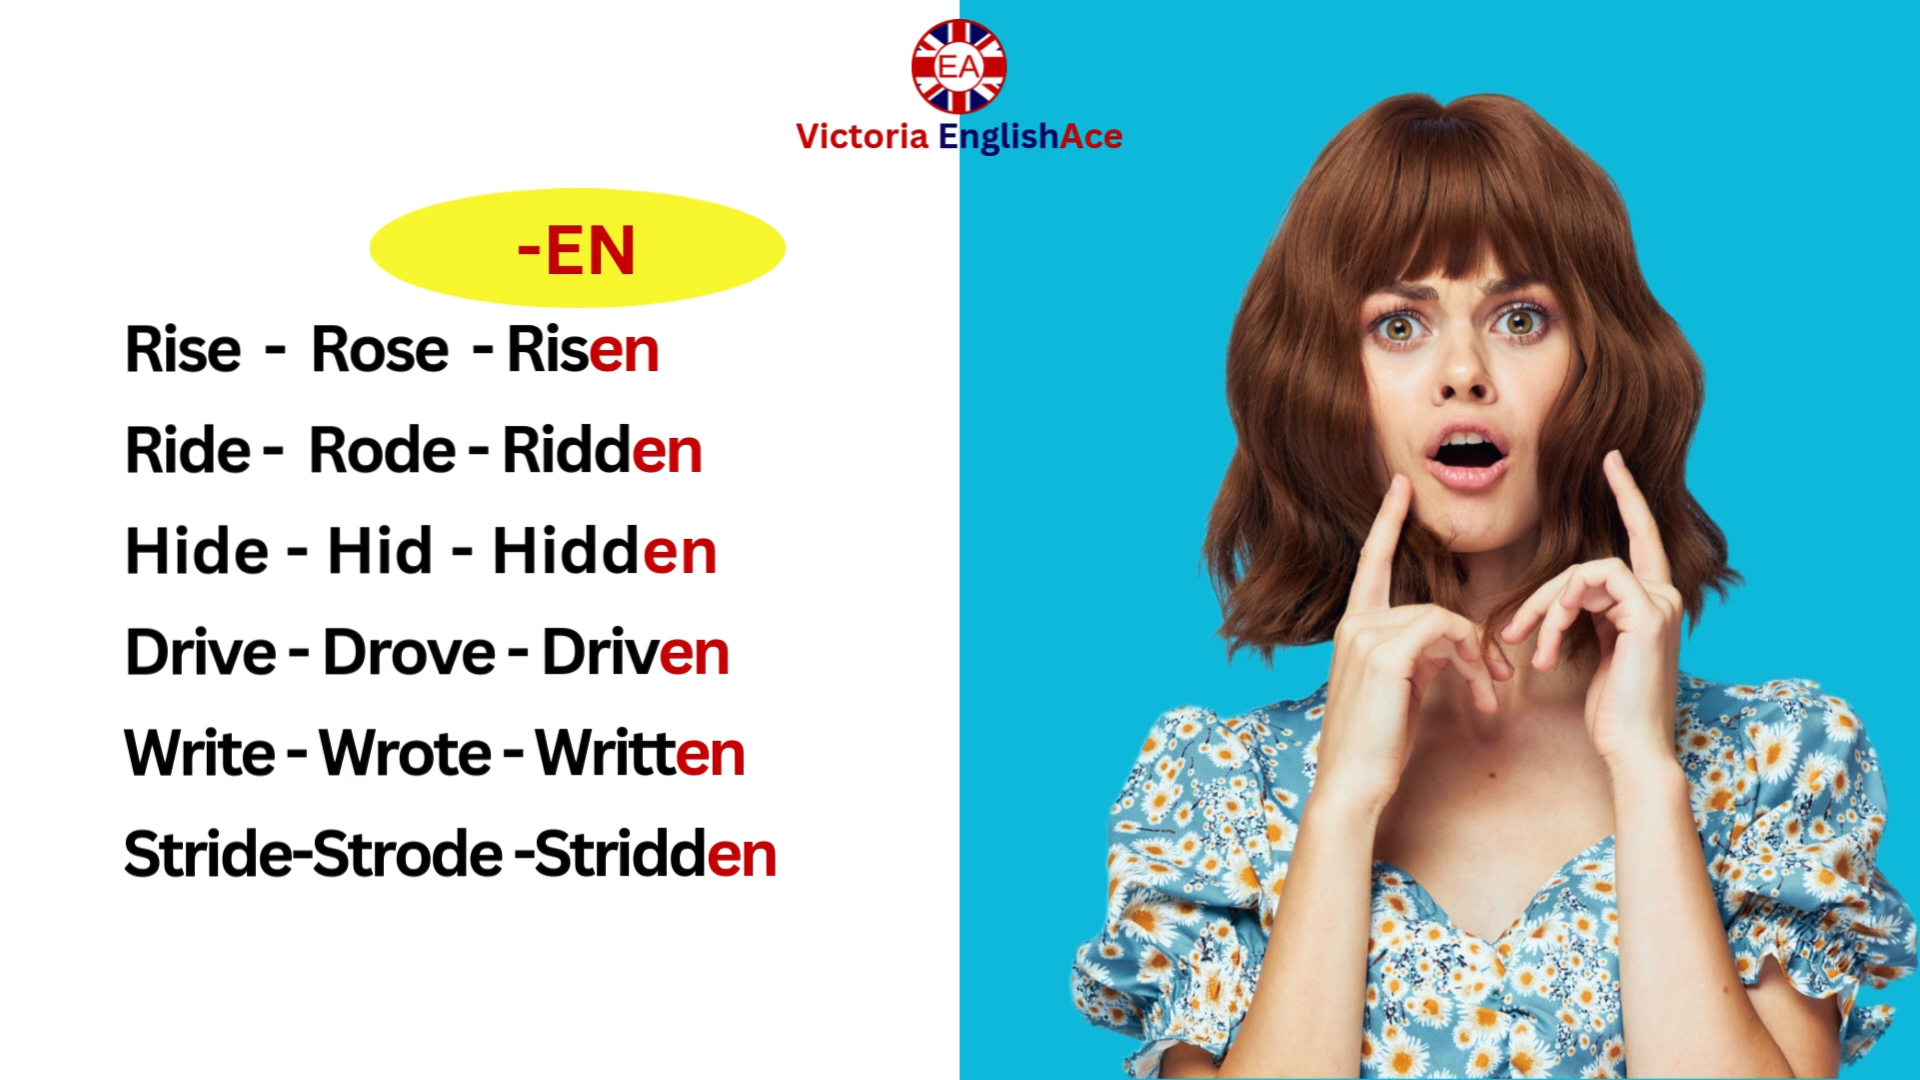 EA
Victoria EnglishAce
-EN
Rise - Rose - Risen
Ride - Rode - Ridden
Hide - Hid - Hidden
Drive - Drove - Driven
Write - Wrote - Written
Stride-Strode -Stridden